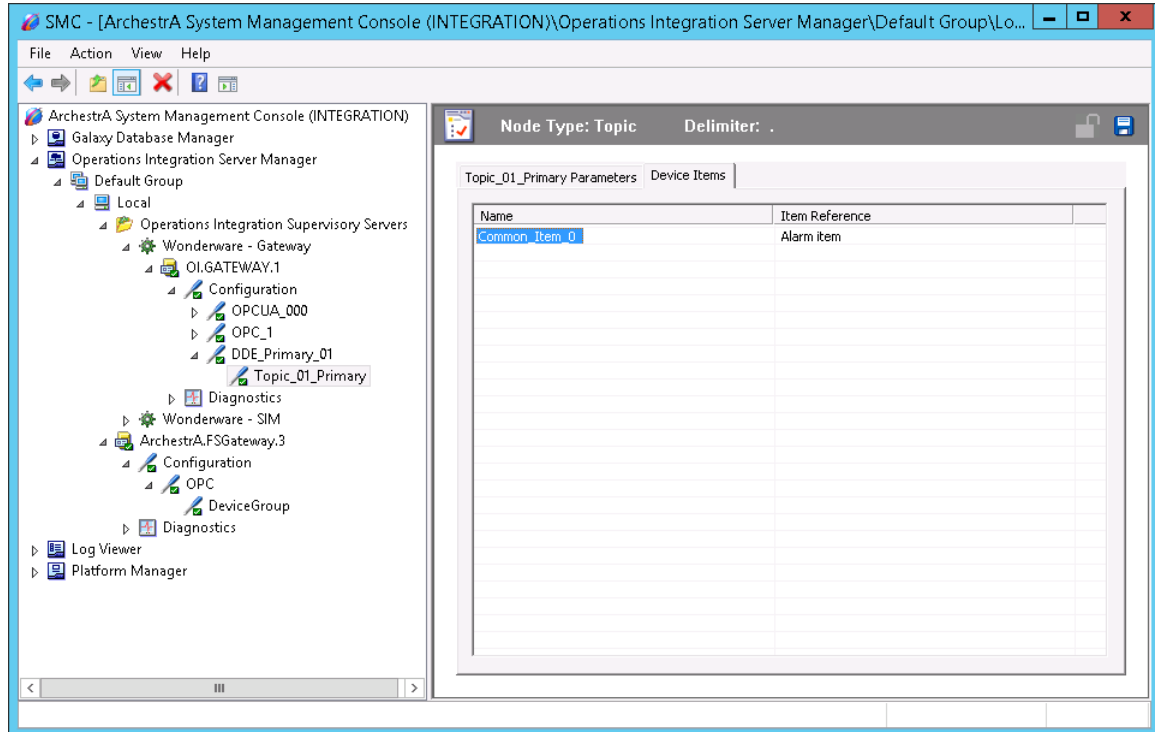 SMC - [ArchestrA System Management Console (INTEGRATION)\Operations Integration Server Manager\Default Group\Lo...
File Action View Help
ArchestrA System Management Console (INTEGRATION)
Galaxy Database Manager
Operations Integration Server Manager
Default Group
Local
Operations Integration Supervisory Servers
Wonderware - Gateway
OI.GATEWAY.1
Configuration
OPCUA_000
OPC_1
DDE_Primary_01
Topic_01_Primary
Diagnostics
Wonderware - SIM
ArchestrA.FSGateway.3
Configuration
OPC
DeviceGroup
Diagnostics
Log Viewer
Platform Manager
Node Type: Topic Delimiter: .
Topic_01_Primary Parameters Device Items
Name Item Reference
Common_Item_0 Alarm item